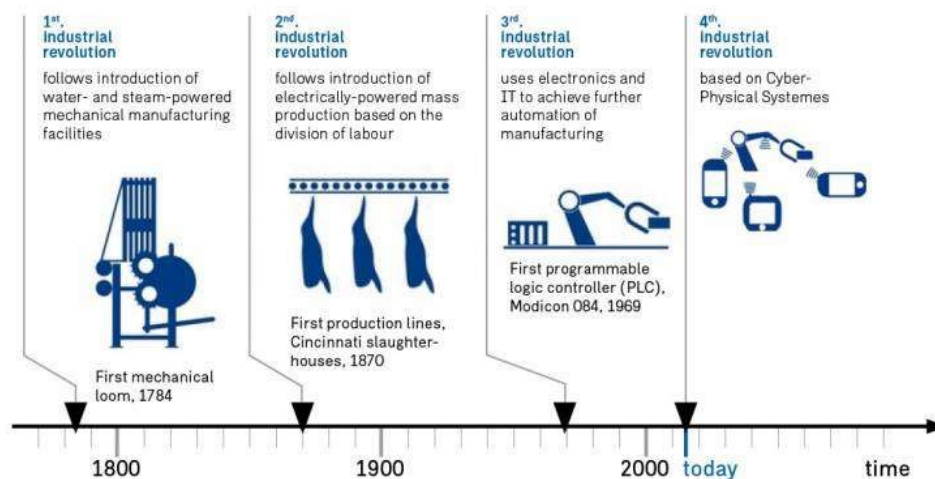 1st.
industrial
revolution
follows introduction of
water- and steam-powered
mechanical manufacturing
facilities
First mechanical
loom, 1784
2nd.
industrial
revolution
follows introduction of
electrically-powered mass
production based on the
division of labour
First production lines,
Cincinnati slaughter-
houses, 1870
3rd.
industrial
revolution
uses electronics and
IT to achieve further
automation of
manufacturing
First programmable
logic controller (PLC),
Modicon 084, 1969
4th.
industrial
revolution
based on Cyber-
Physical Systemes
1800
1900
2000
today
time